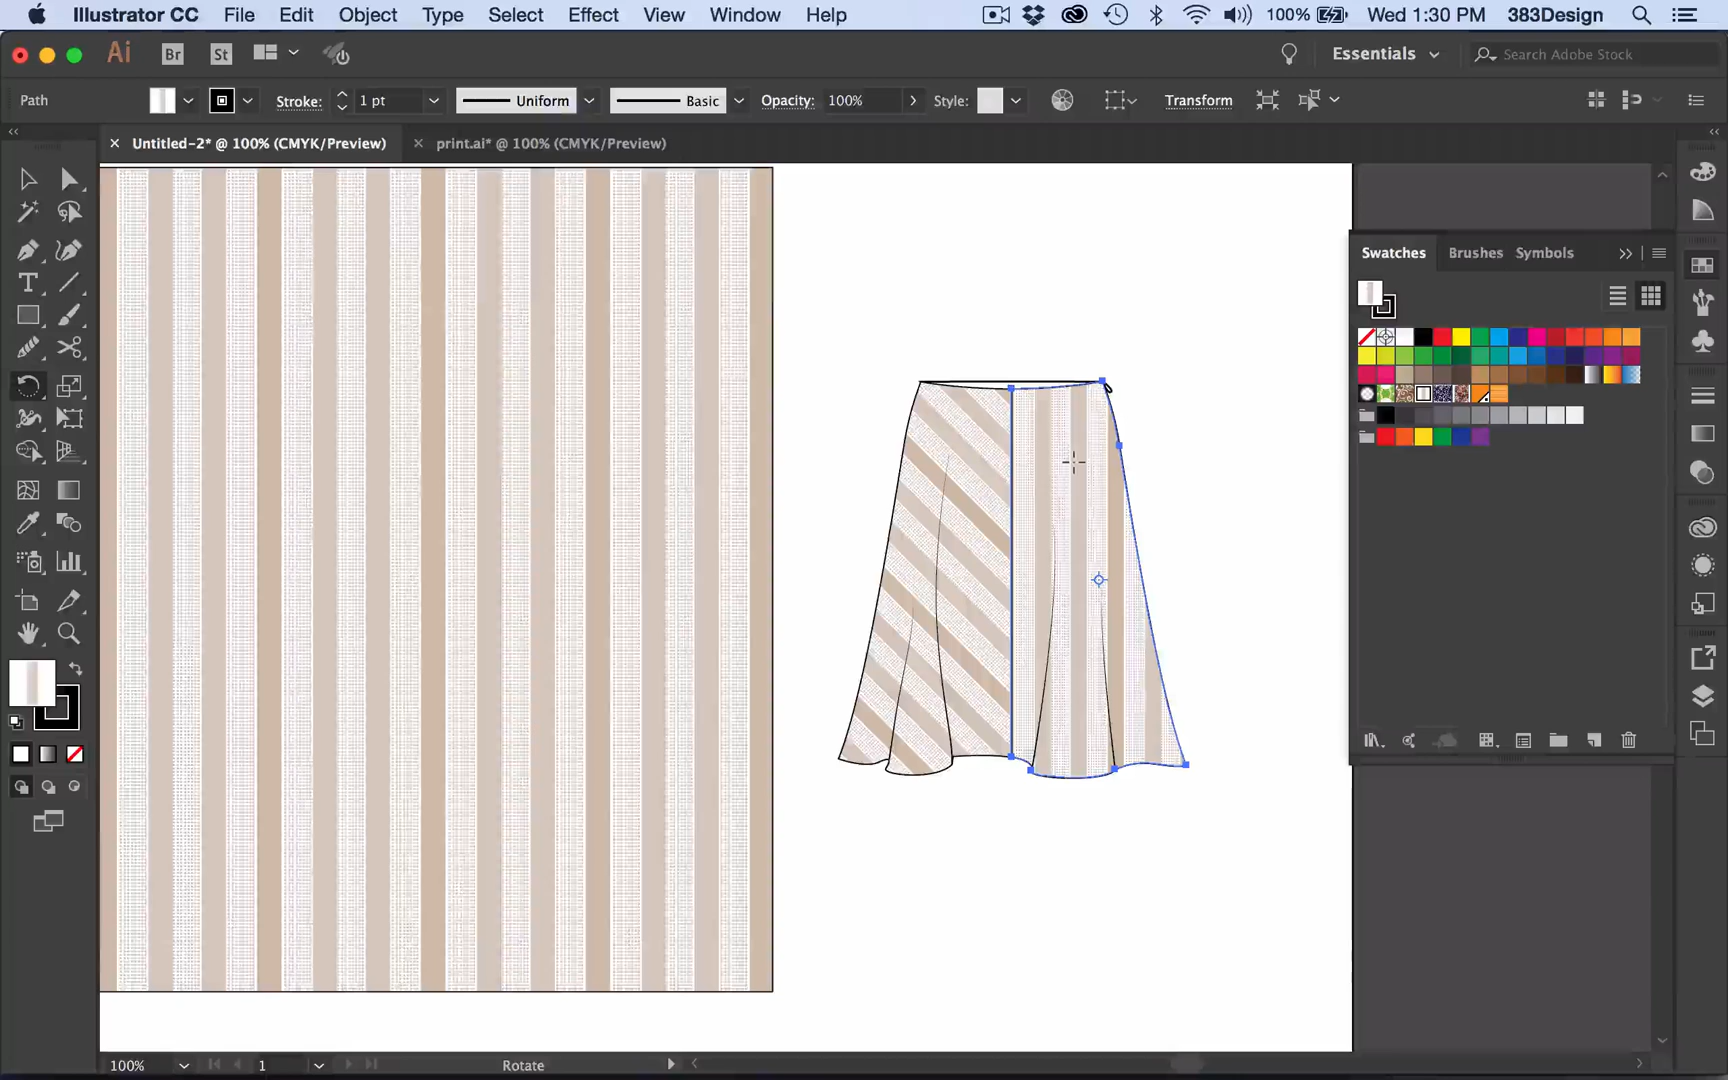 Illustrator CC File Edit Object Type Select Effect View Window Help 100% Wed 1:30 PM 383Design
Ai Br St Essentials Search Adobe Stock
Path Stroke: 1 pt Uniform Basic Opacity: 100% Style: Transform
Untitled-2* @ 100% (CMYK/Preview) print.ai* @ 100% (CMYK/Preview)
Swatches Brushes Symbols
T
100% 1 Rotate